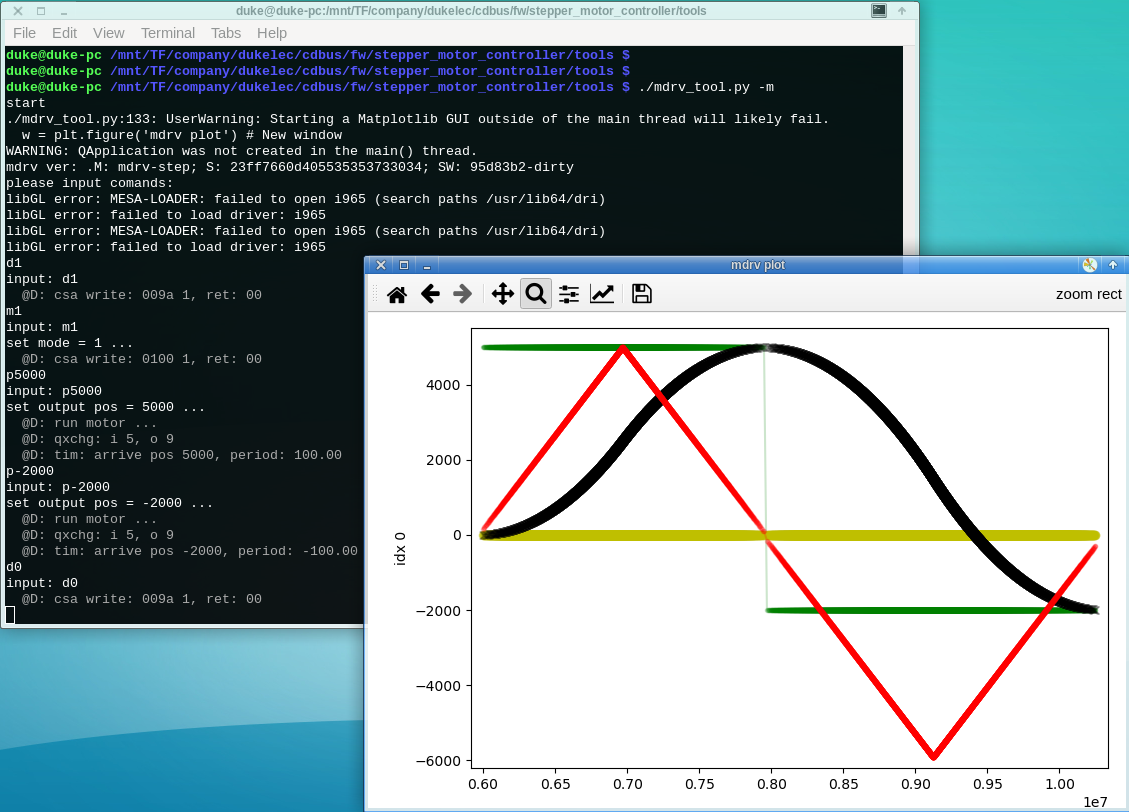 duke@duke-pc:/mnt/TF/company/dukelec/cdbus/fw/stepper_motor_controller/tools
File Edit View Terminal Tabs Help
duke@duke-pc /mnt/TF/company/dukelec/cdbus/fw/stepper_motor_controller/tools $
duke@duke-pc /mnt/TF/company/dukelec/cdbus/fw/stepper_motor_controller/tools $
duke@duke-pc /mnt/TF/company/dukelec/cdbus/fw/stepper_motor_controller/tools $ ./mdrv_tool.py -m
start
./mdrv_tool.py:133: UserWarning: Starting a Matplotlib GUI outside of the main thread will likely fail.
  w = plt.figure('mdrv plot') # New window
WARNING: QApplication was not created in the main() thread.
mdrv ver: .M: mdrv-step; S: 23ff7660d405535353733034; SW: 95d83b2-dirty
please input comands:
libGL error: MESA-LOADER: failed to open i965 (search paths /usr/lib64/dri)
libGL error: failed to load driver: i965
libGL error: MESA-LOADER: failed to open i965 (search paths /usr/lib64/dri)
libGL error: failed to load driver: i965
d1
input: d1
  @D: csa write: 009a 1, ret: 00
m1
input: m1
set mode = 1 ...
  @D: csa write: 0100 1, ret: 00
p5000
input: p5000
set output pos = 5000 ...
  @D: run motor ...
  @D: qxchg: i 5, o 9
  @D: tim: arrive pos 5000, period: 100.00
p-2000
input: p-2000
set output pos = -2000 ...
  @D: run motor ...
  @D: qxchg: i 5, o 9
  @D: tim: arrive pos -2000, period: -100.00
d0
input: d0
  @D: csa write: 009a 1, ret: 00
mdrv plot
zoom rect
4000
2000
0
−2000
−4000
−6000
idx 0
0.60 0.65 0.70 0.75 0.80 0.85 0.90 0.95 1.00
1e7